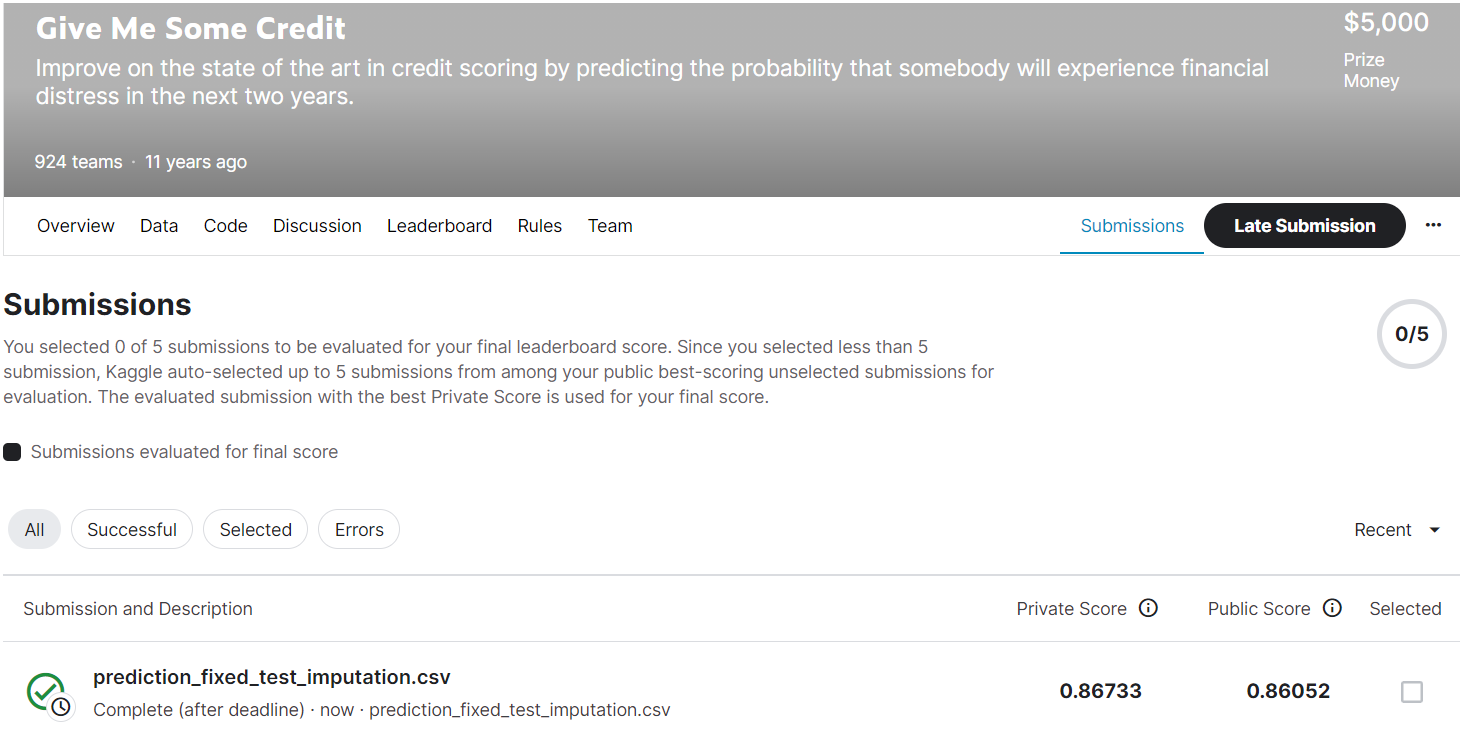 Give Me Some Credit
$5,000
Improve on the state of the art in credit scoring by predicting the probability that somebody will experience financial
distress in the next two years.
Prize
Money
924 teams · 11 years ago
Overview Data Code Discussion Leaderboard Rules Team Submissions Late Submission ...
Submissions
0/5
You selected 0 of 5 submissions to be evaluated for your final leaderboard score. Since you selected less than 5
submission, Kaggle auto-selected up to 5 submissions from among your public best-scoring unselected submissions for
evaluation. The evaluated submission with the best Private Score is used for your final score.
Submissions evaluated for final score
All Successful Selected Errors Recent
Submission and Description Private Score Public Score Selected
prediction_fixed_test_imputation.csv
0.86733 0.86052
Complete (after deadline) · now · prediction_fixed_test_imputation.csv